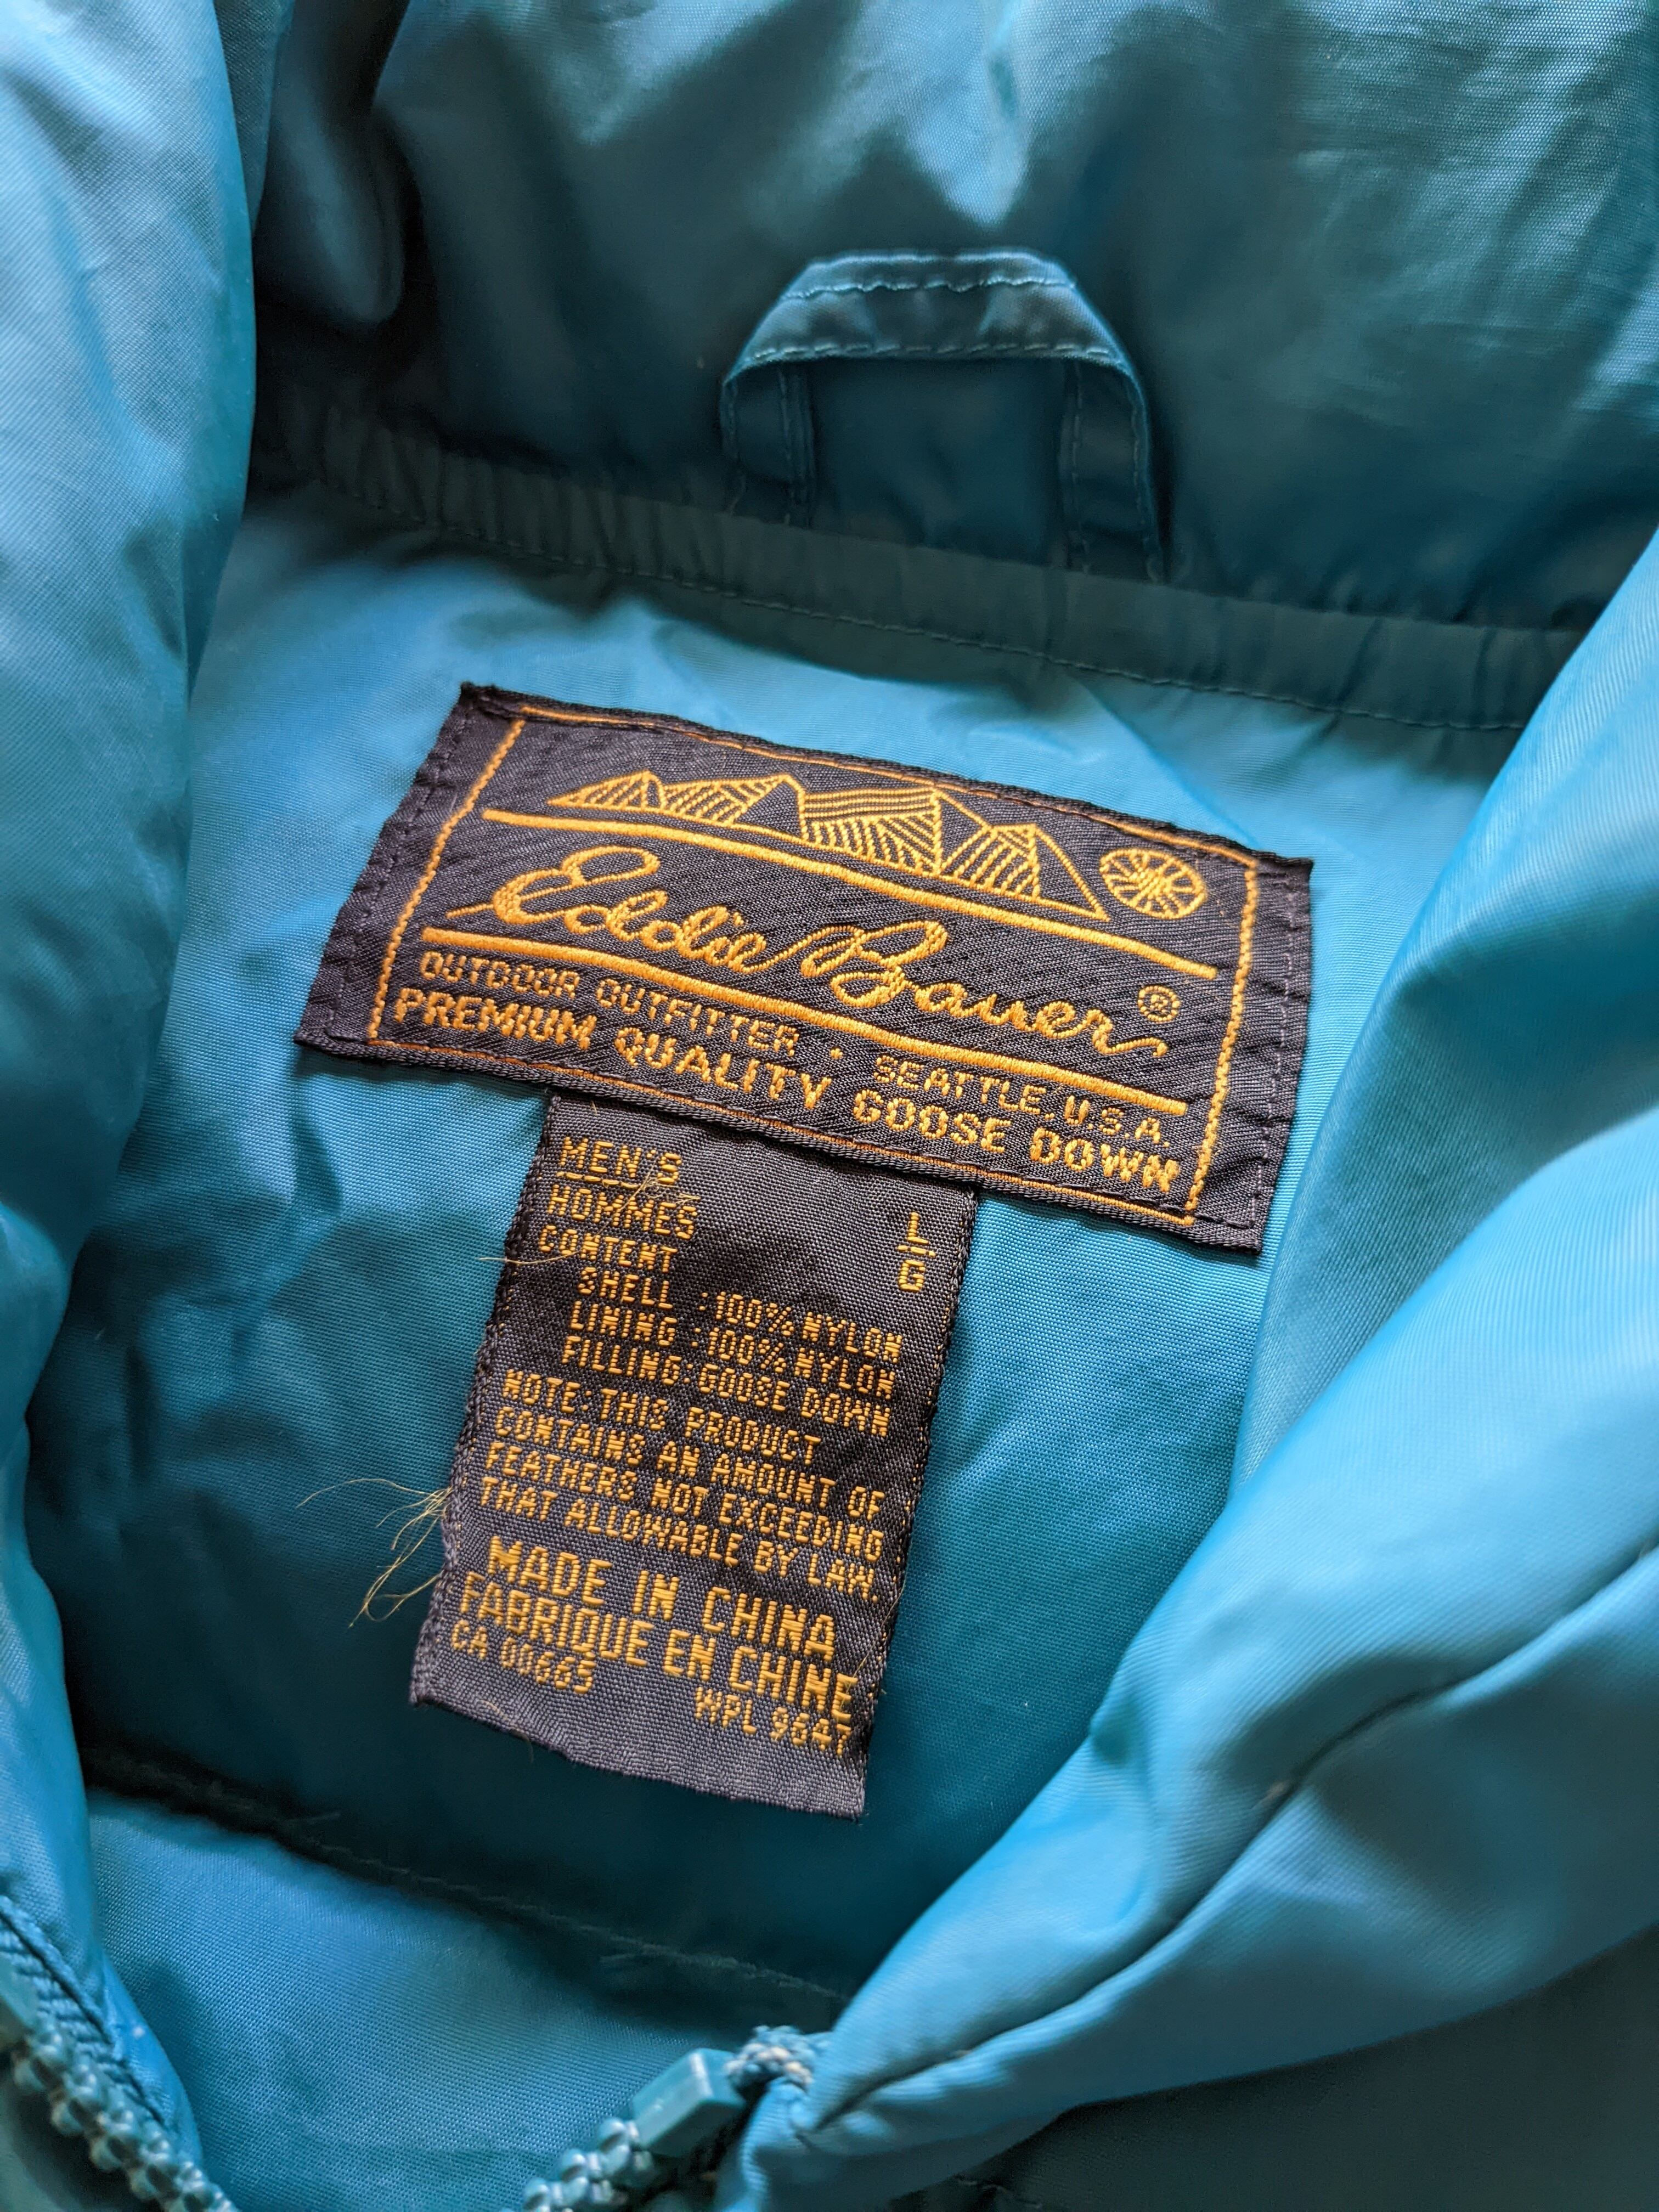 Eddie Bauer ®
OUTDOOR OUTFITTER · SEATTLE, U.S.A.
PREMIUM QUALITY GOOSE DOWN
MEN'S
HOMMES
L
G
CONTENT
SHELL :100% NYLON
LINING :100% NYLON
FILLING:GOOSE DOWN
NOTE:THIS PRODUCT
CONTAINS AN AMOUNT OF
FEATHERS NOT EXCEEDING
THAT ALLOWABLE BY LAW.
MADE IN CHINA
FABRIQUE EN CHINE
CA 00665 WPL 9647